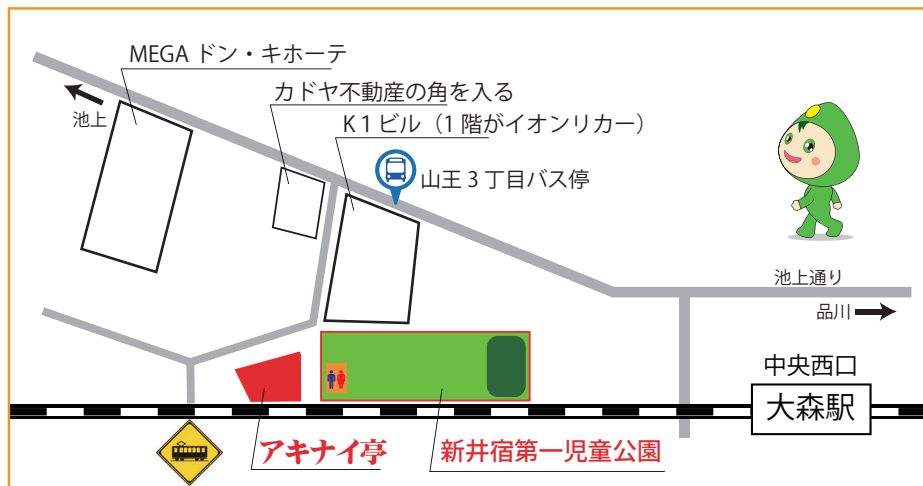 MEGA ドン・キホーテ
カドヤ不動産の角を入る
K 1 ビル（1 階がイオンリカー）
池上
山王 3 丁目バス停
池上通り
品川
中央西口
大森駅
アキナイ亭
新井宿第一児童公園